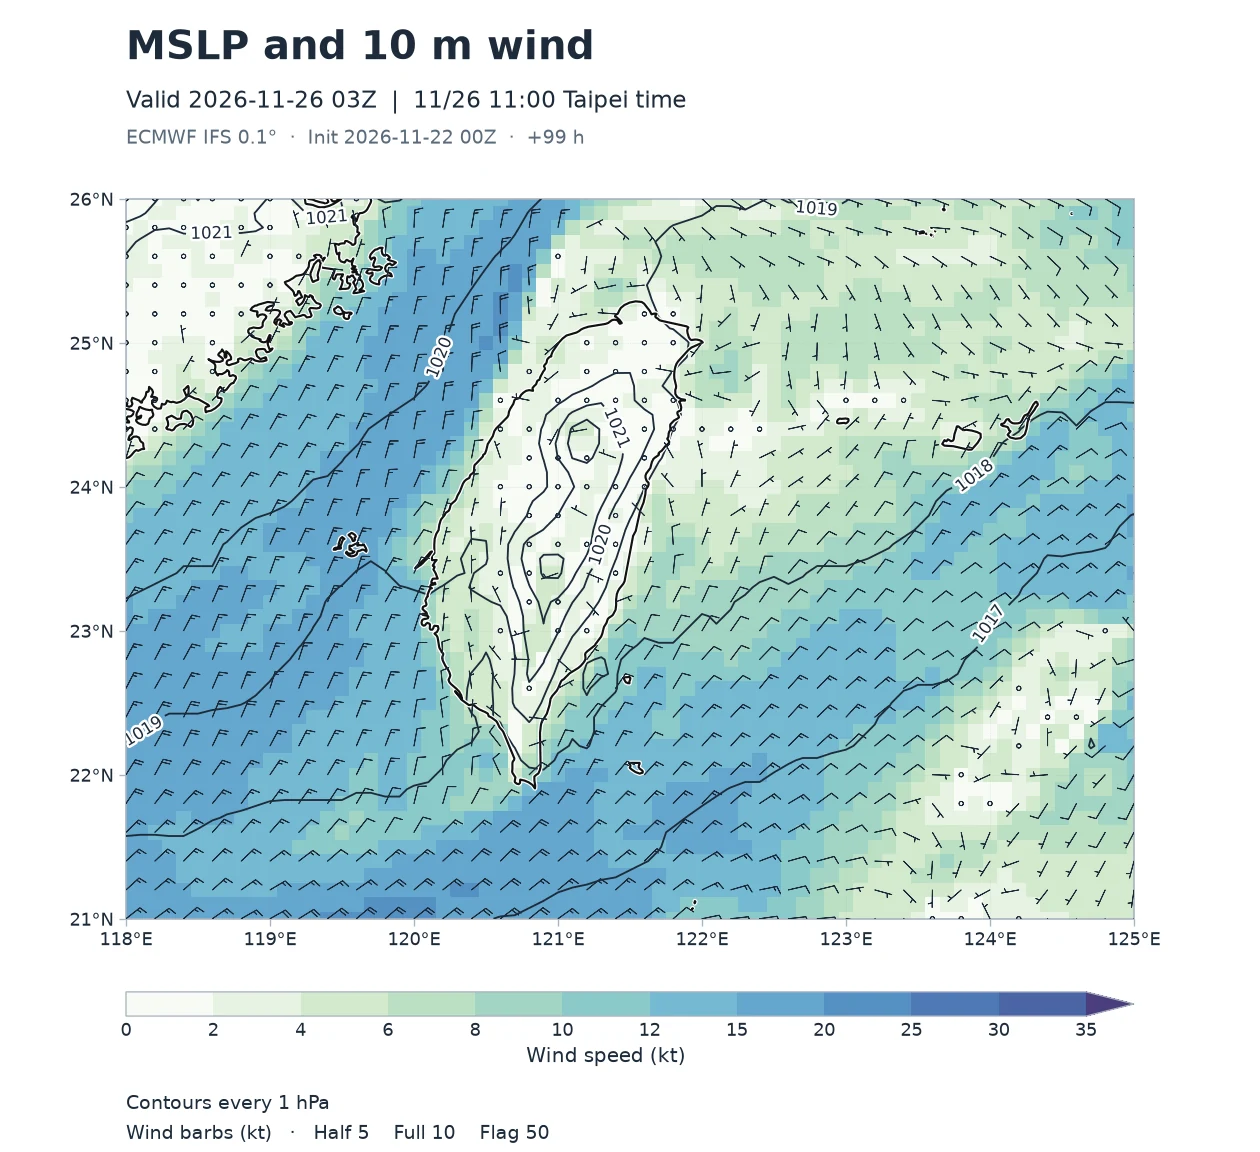 MSLP and 10 m wind
Valid 2026-11-26 03Z | 11/26 11:00 Taipei time
ECMWF IFS 0.1° · Init 2026-11-22 00Z · +99 h
26°N
25°N
24°N
23°N
22°N
21°N
1021
1021
1019
1020
1021
1018
1020
1017
1019
118°E 119°E 120°E 121°E 122°E 123°E 124°E 125°E
0 2 4 6 8 10 12 15 20 25 30 35
Wind speed (kt)
Contours every 1 hPa
Wind barbs (kt) · Half 5 Full 10 Flag 50